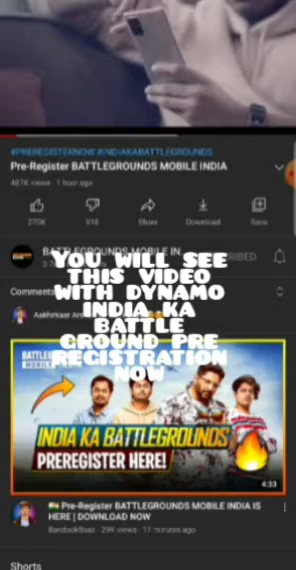 #PREREGISTERNOW #INDIAKABATTLEGROUNDS
Pre-Register BATTLEGROUNDS MOBILE INDIA
487K views · 1 hour ago
270K
918
Share
Download
Save
BATTLEGROUNDS MOBILE IN
YOU WILL SEE
THIS VIDEO
WITH DYNAMO
INDIA KA
BATTLE
GROUND PRE
REGISTRATION
NOW
Comments
INDIA KA BATTLEGROUNDS
PREREGISTER HERE!
4:33
Pre-Register BATTLEGROUNDS MOBILE INDIA IS
HERE | DOWNLOAD NOW
29K views · 17 minutes ago
Shorts